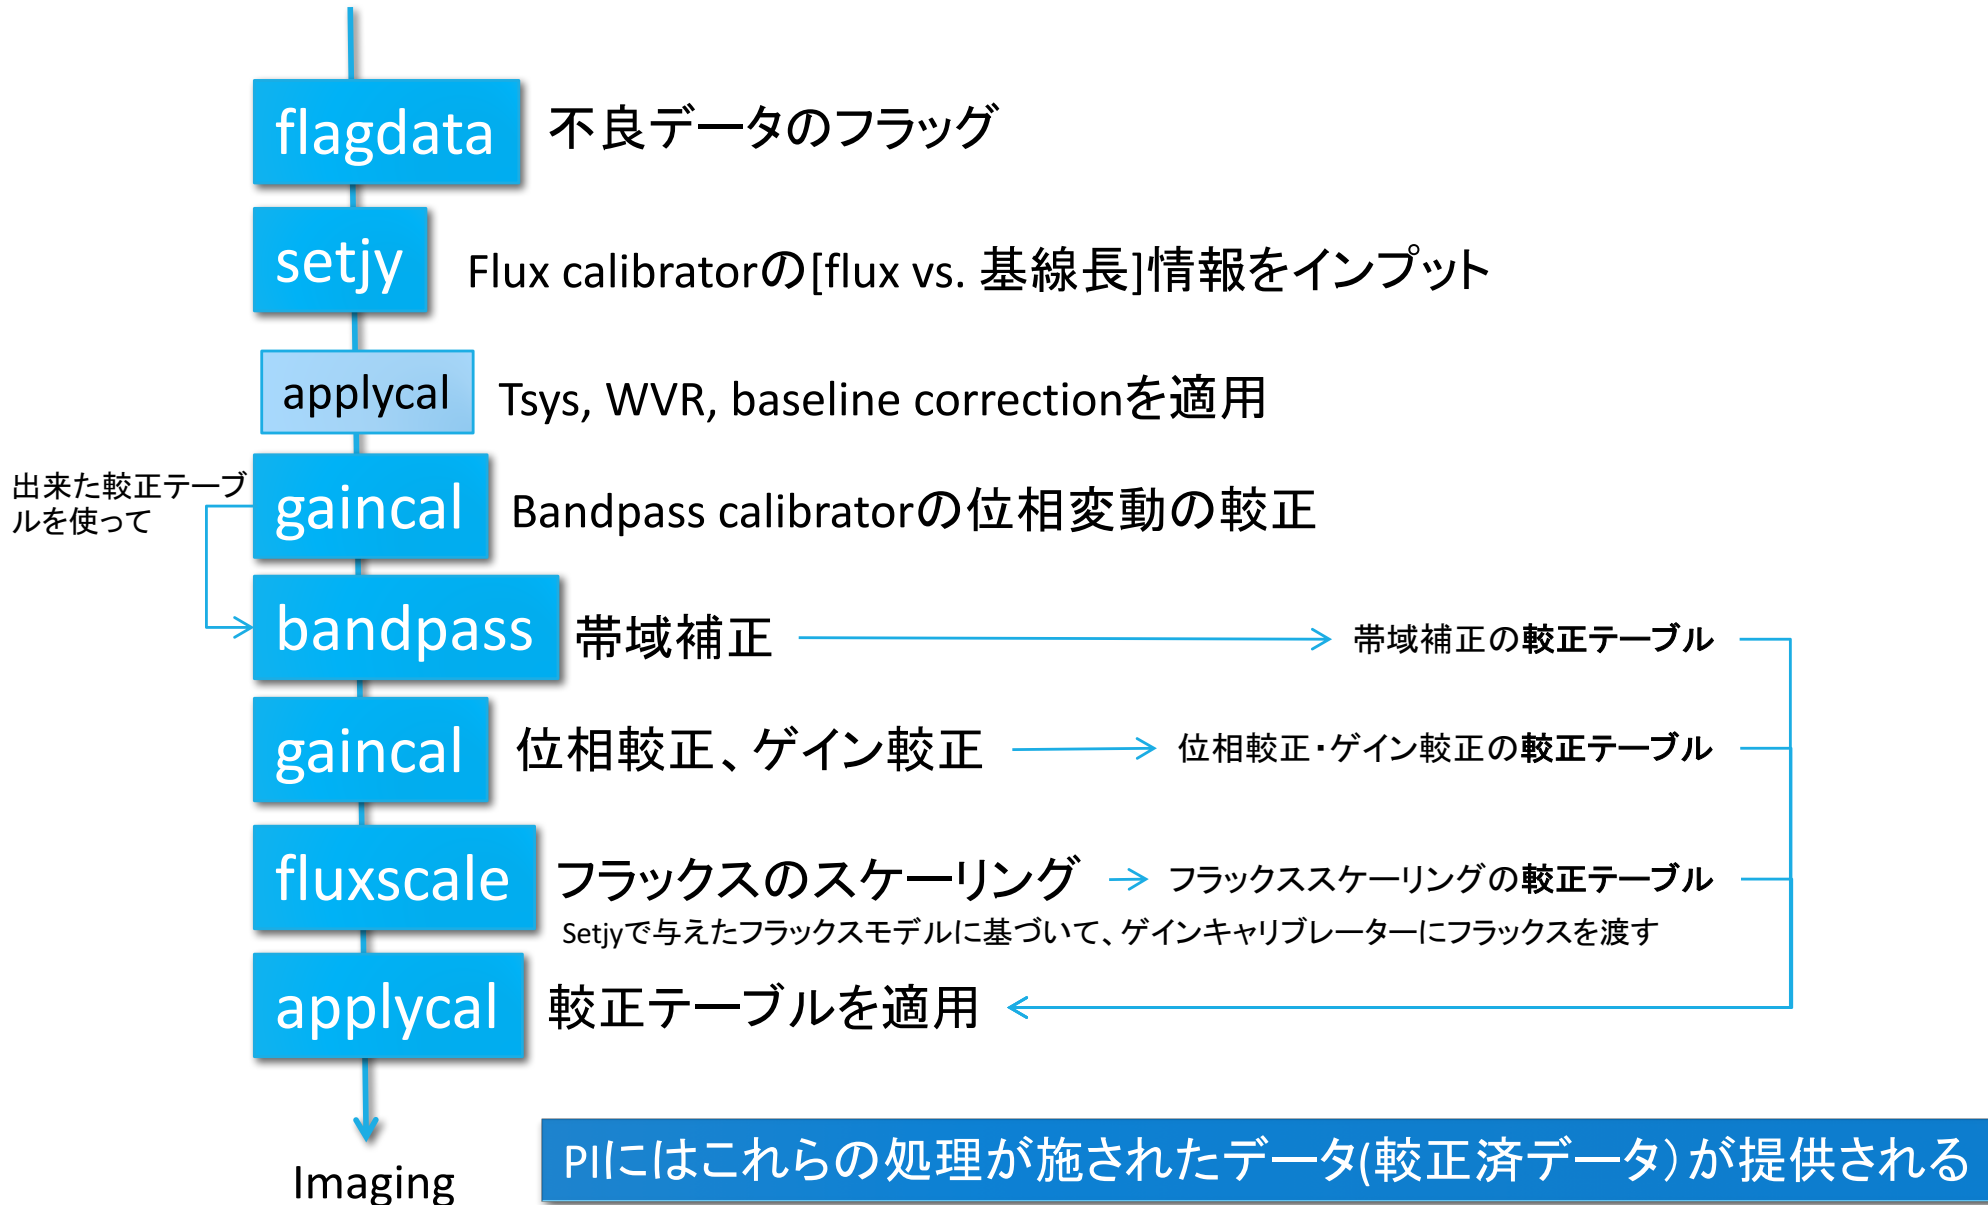 flagdata 不良データのフラッグ
setjy Flux calibratorの[flux vs. 基線長]情報をインプット
applycal Tsys, WVR, baseline correctionを適用
出来た較正テーブ
ルを使って
gaincal Bandpass calibratorの位相変動の較正
bandpass 帯域補正 帯域補正の較正テーブル
gaincal 位相較正、ゲイン較正 位相較正・ゲイン較正の較正テーブル
fluxscale フラックスのスケーリング フラックススケーリングの較正テーブル
Setjyで与えたフラックスモデルに基づいて、ゲインキャリブレーターにフラックスを渡す
applycal 較正テーブルを適用
Imaging
PIにはこれらの処理が施されたデータ(較正済データ）が提供される